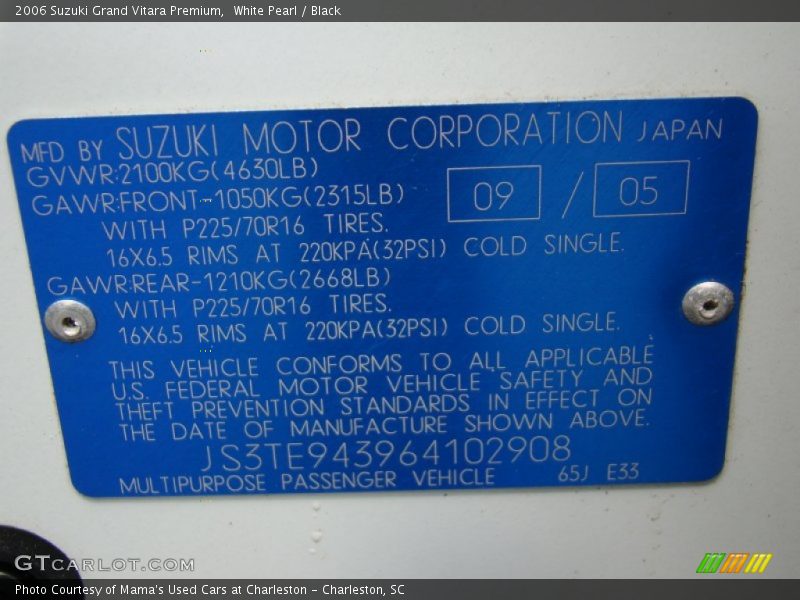 2006 Suzuki Grand Vitara Premium,  White Pearl / Black
MFD BY SUZUKI MOTOR CORPORATION JAPAN
GVWR:2100KG(4630LB)
GAWR:FRONT-1050KG(2315LB) 09 / 05
WITH P225/70R16 TIRES.
16X6.5 RIMS AT 220KPA(32PSI) COLD SINGLE.
GAWR:REAR-1210KG(2668LB)
WITH P225/70R16 TIRES.
16X6.5 RIMS AT 220KPA(32PSI) COLD SINGLE.
THIS VEHICLE CONFORMS TO ALL APPLICABLE
U.S. FEDERAL MOTOR VEHICLE SAFETY AND
THEFT PREVENTION STANDARDS IN EFFECT ON
THE DATE OF MANUFACTURE SHOWN ABOVE.
JS3TE943964102908
MULTIPURPOSE PASSENGER VEHICLE 65J E33
GTCARLOT.COM
Photo Courtesy of Mama's Used Cars at Charleston - Charleston, SC